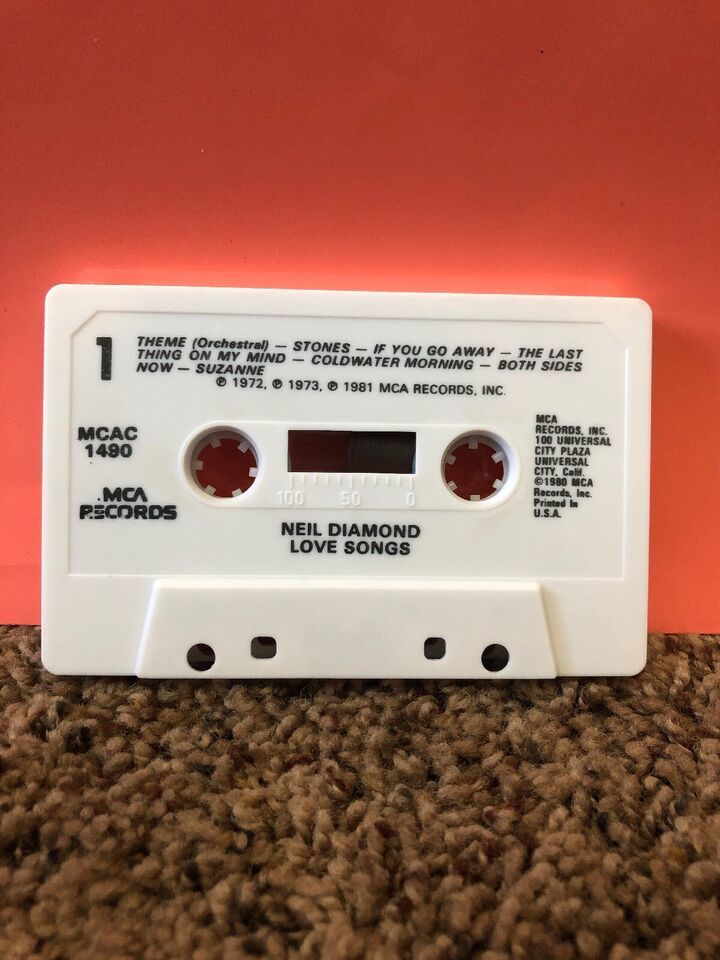 1
THEME (Orchestral) — STONES — IF YOU GO AWAY — THE LAST
THING ON MY MIND — COLDWATER MORNING — BOTH SIDES
NOW — SUZANNE
℗ 1972, ℗ 1973, ℗ 1981 MCA RECORDS, INC.
MCAC
1490
MCA
RECORDS
100 50 0
MCA
RECORDS, INC.
100 UNIVERSAL
CITY PLAZA
UNIVERSAL
CITY, Calif.
©1980 MCA
Records, Inc.
Printed In
U.S.A.
NEIL DIAMOND
LOVE SONGS